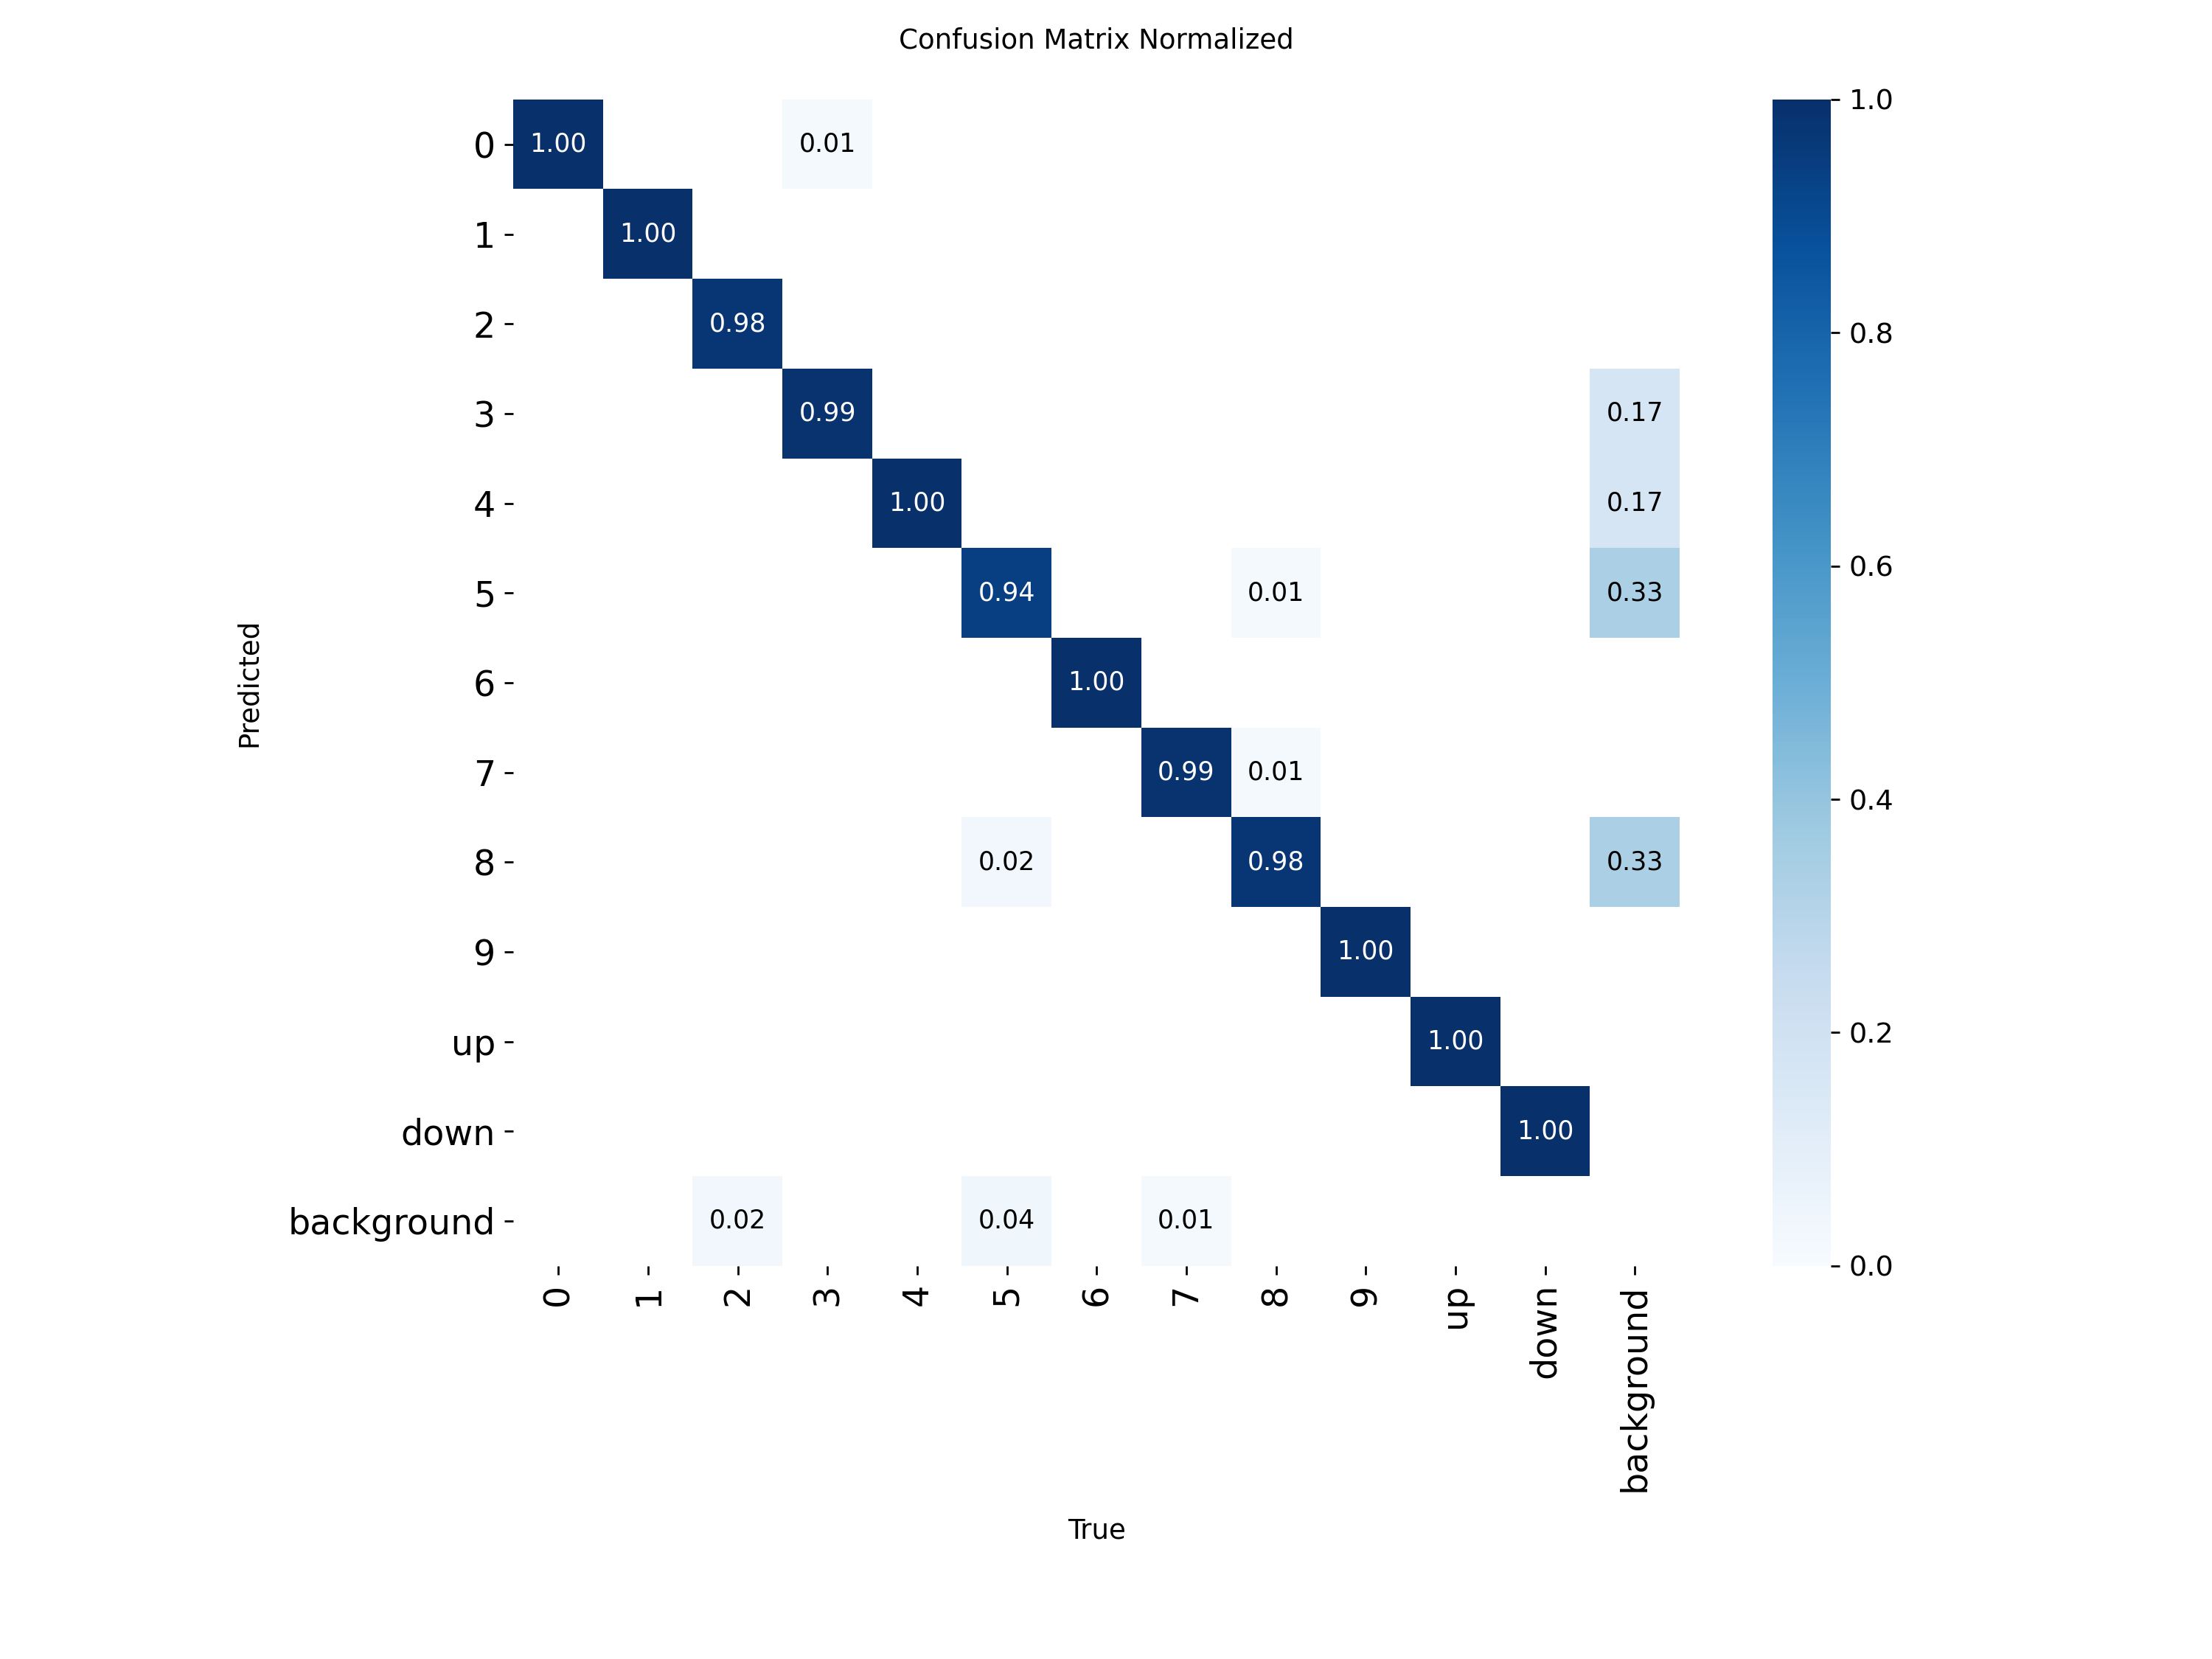 Confusion Matrix Normalized
0 1.00 0.01
1 1.00
2 0.98
3 0.99 0.17
4 1.00 0.17
5 0.94 0.01 0.33
6 1.00
7 0.99 0.01
8 0.02 0.98 0.33
9 1.00
up 1.00
down 1.00
background 0.02 0.04 0.01
0 1 2 3 4 5 6 7 8 9 up down background
Predicted
True
1.0
0.8
0.6
0.4
0.2
0.0